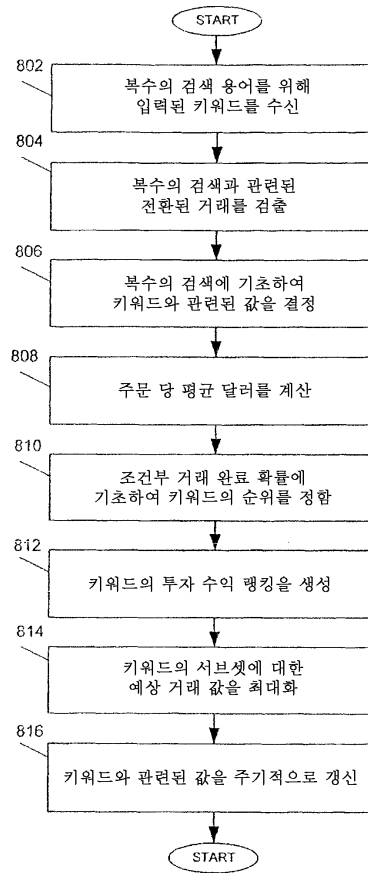 START
802
복수의 검색 용어를 위해
입력된 키워드를 수신
804
복수의 검색과 관련된
전환된 거래를 검출
806
복수의 검색에 기초하여
키워드와 관련된 값을 결정
808
주문 당 평균 달러를 계산
810
조건부 거래 완료 확률에
기초하여 키워드의 순위를 정함
812
키워드의 투자 수익 랭킹을 생성
814
키워드의 서브셋에 대한
예상 거래 값을 최대화
816
키워드와 관련된 값을 주기적으로 갱신
START